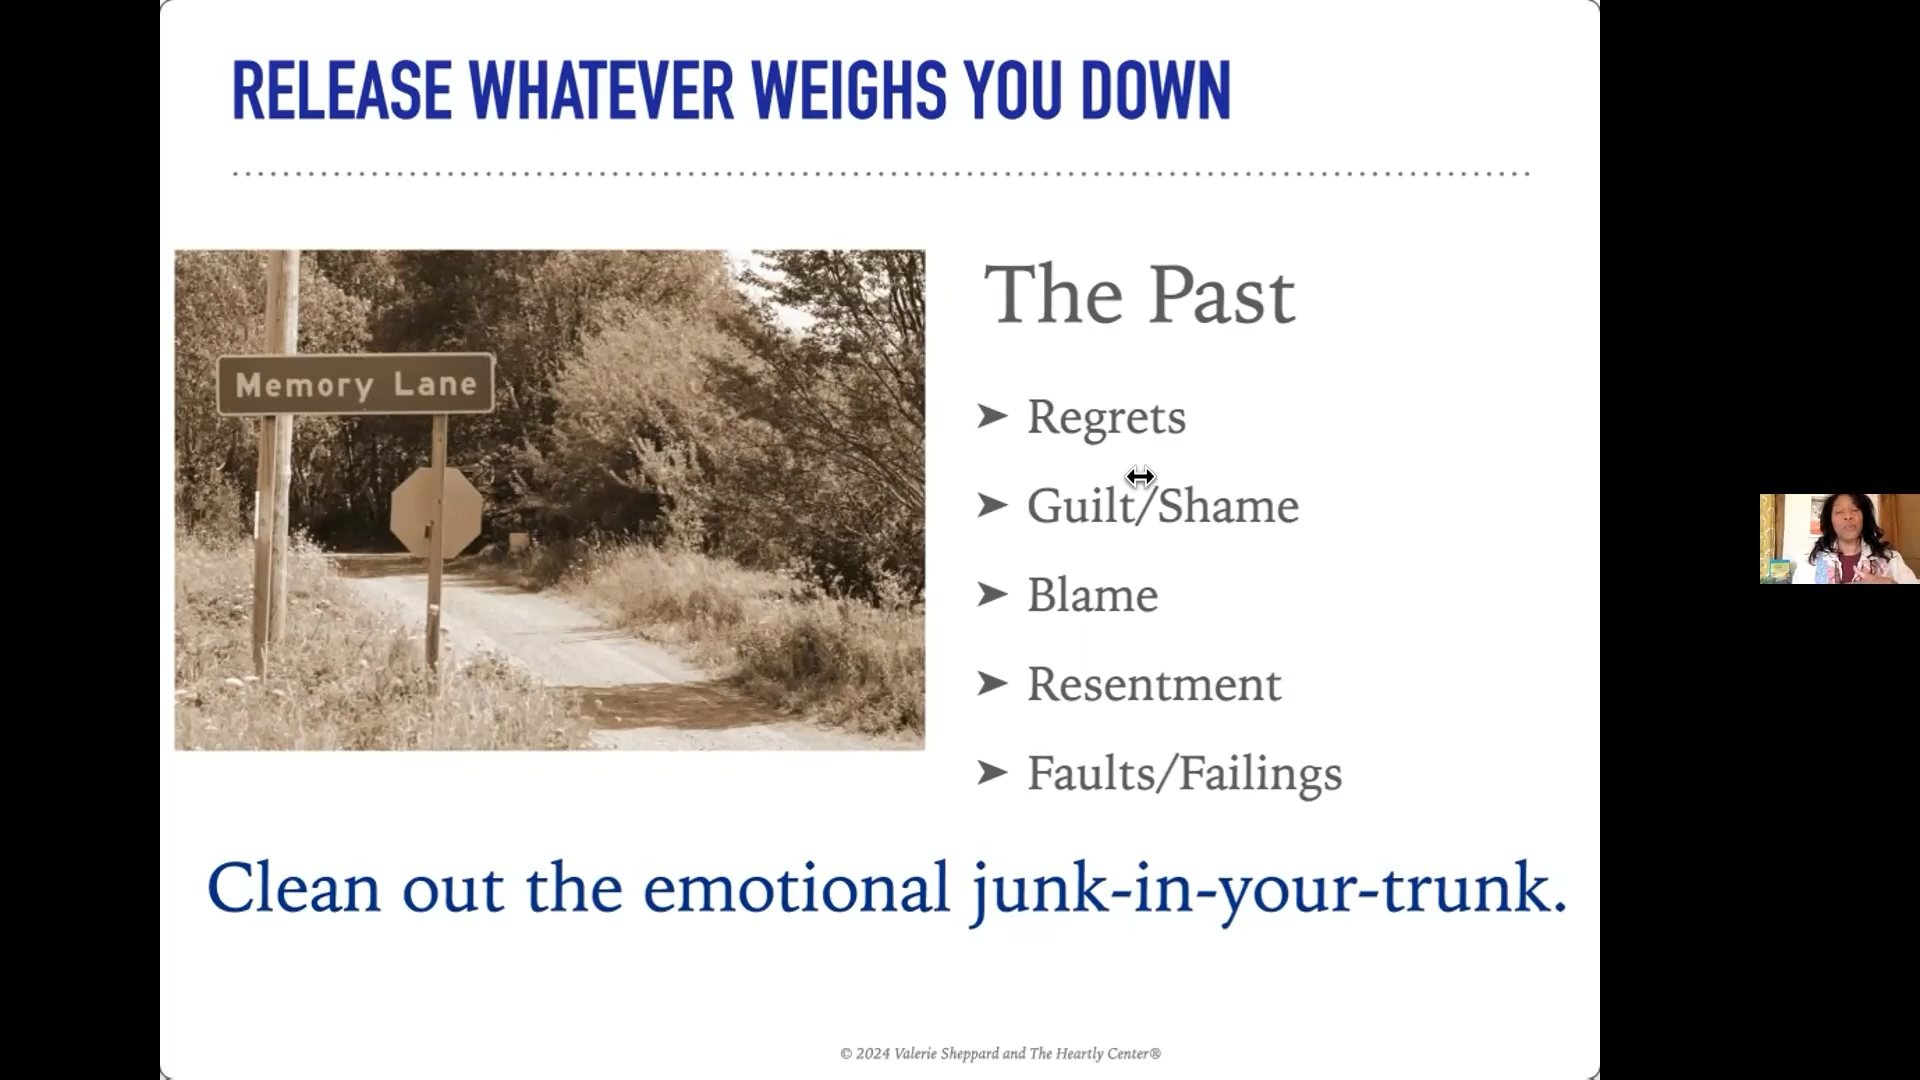 RELEASE WHATEVER WEIGHS YOU DOWN
Memory Lane
The Past
➤ Regrets
➤ Guilt/Shame
➤ Blame
➤ Resentment
➤ Faults/Failings
Clean out the emotional junk-in-your-trunk.
© 2024 Valerie Sheppard and The Heartly Center®